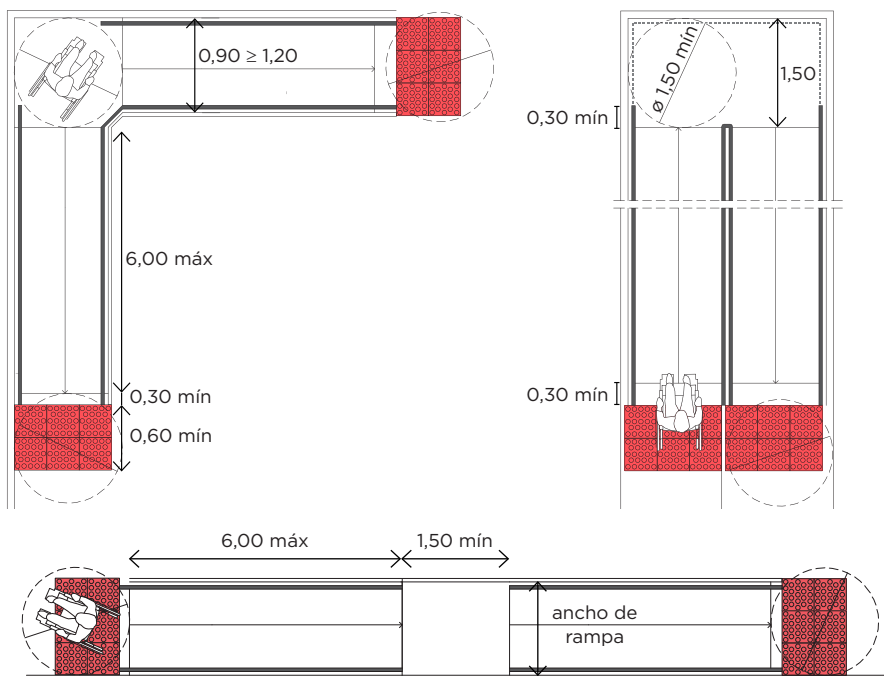 0,90 ≥ 1,20
6,00 máx
0,30 mín
0,60 mín
ø 1,50 mín
1,50
0,30 mín
0,30 mín
6,00 máx
1,50 mín
ancho de
rampa